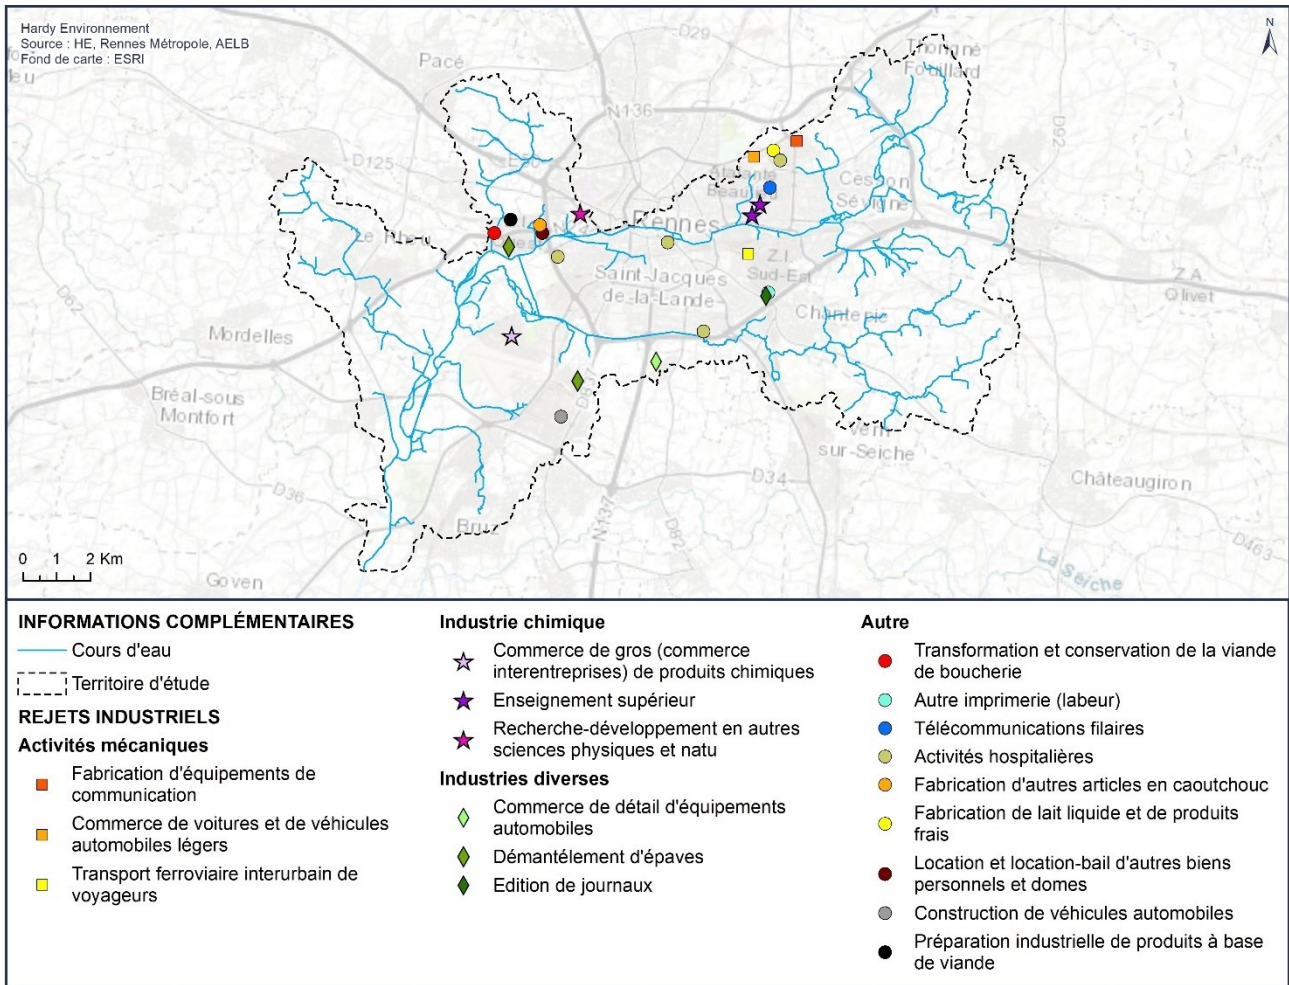 Hardy Environnement
Source : HE, Rennes Métropole, AELB
Fond de carte : ESRI
N
D29
Thorigné
Fouillard
Pacé
N136
D92
D125
Atalante
Beaulieu
Cesson
Sévigné
Le Rheu
Rennes
Z.I.
Sud-Est
Saint-Jacques
de-la-Lande
Z.A.
Olivet
D62
Chantepie
Mordelles
Bréal-sous
Montfort
Vern
sur-Seiche
D34
Châteaugiron
D36
Bruz
N137
D82
D463
La Seiche
Goven
0 1 2 Km
INFORMATIONS COMPLÉMENTAIRES
Cours d'eau
Territoire d'étude
REJETS INDUSTRIELS
Activités mécaniques
Fabrication d'équipements de
communication
Commerce de voitures et de véhicules
automobiles légers
Transport ferroviaire interurbain de
voyageurs
Industrie chimique
Commerce de gros (commerce
interentreprises) de produits chimiques
Enseignement supérieur
Recherche-développement en autres
sciences physiques et natu
Industries diverses
Commerce de détail d'équipements
automobiles
Démantélement d'épaves
Edition de journaux
Autre
Transformation et conservation de la viande
de boucherie
Autre imprimerie (labeur)
Télécommunications filaires
Activités hospitalières
Fabrication d'autres articles en caoutchouc
Fabrication de lait liquide et de produits
frais
Location et location-bail d'autres biens
personnels et domes
Construction de véhicules automobiles
Préparation industrielle de produits à base
de viande